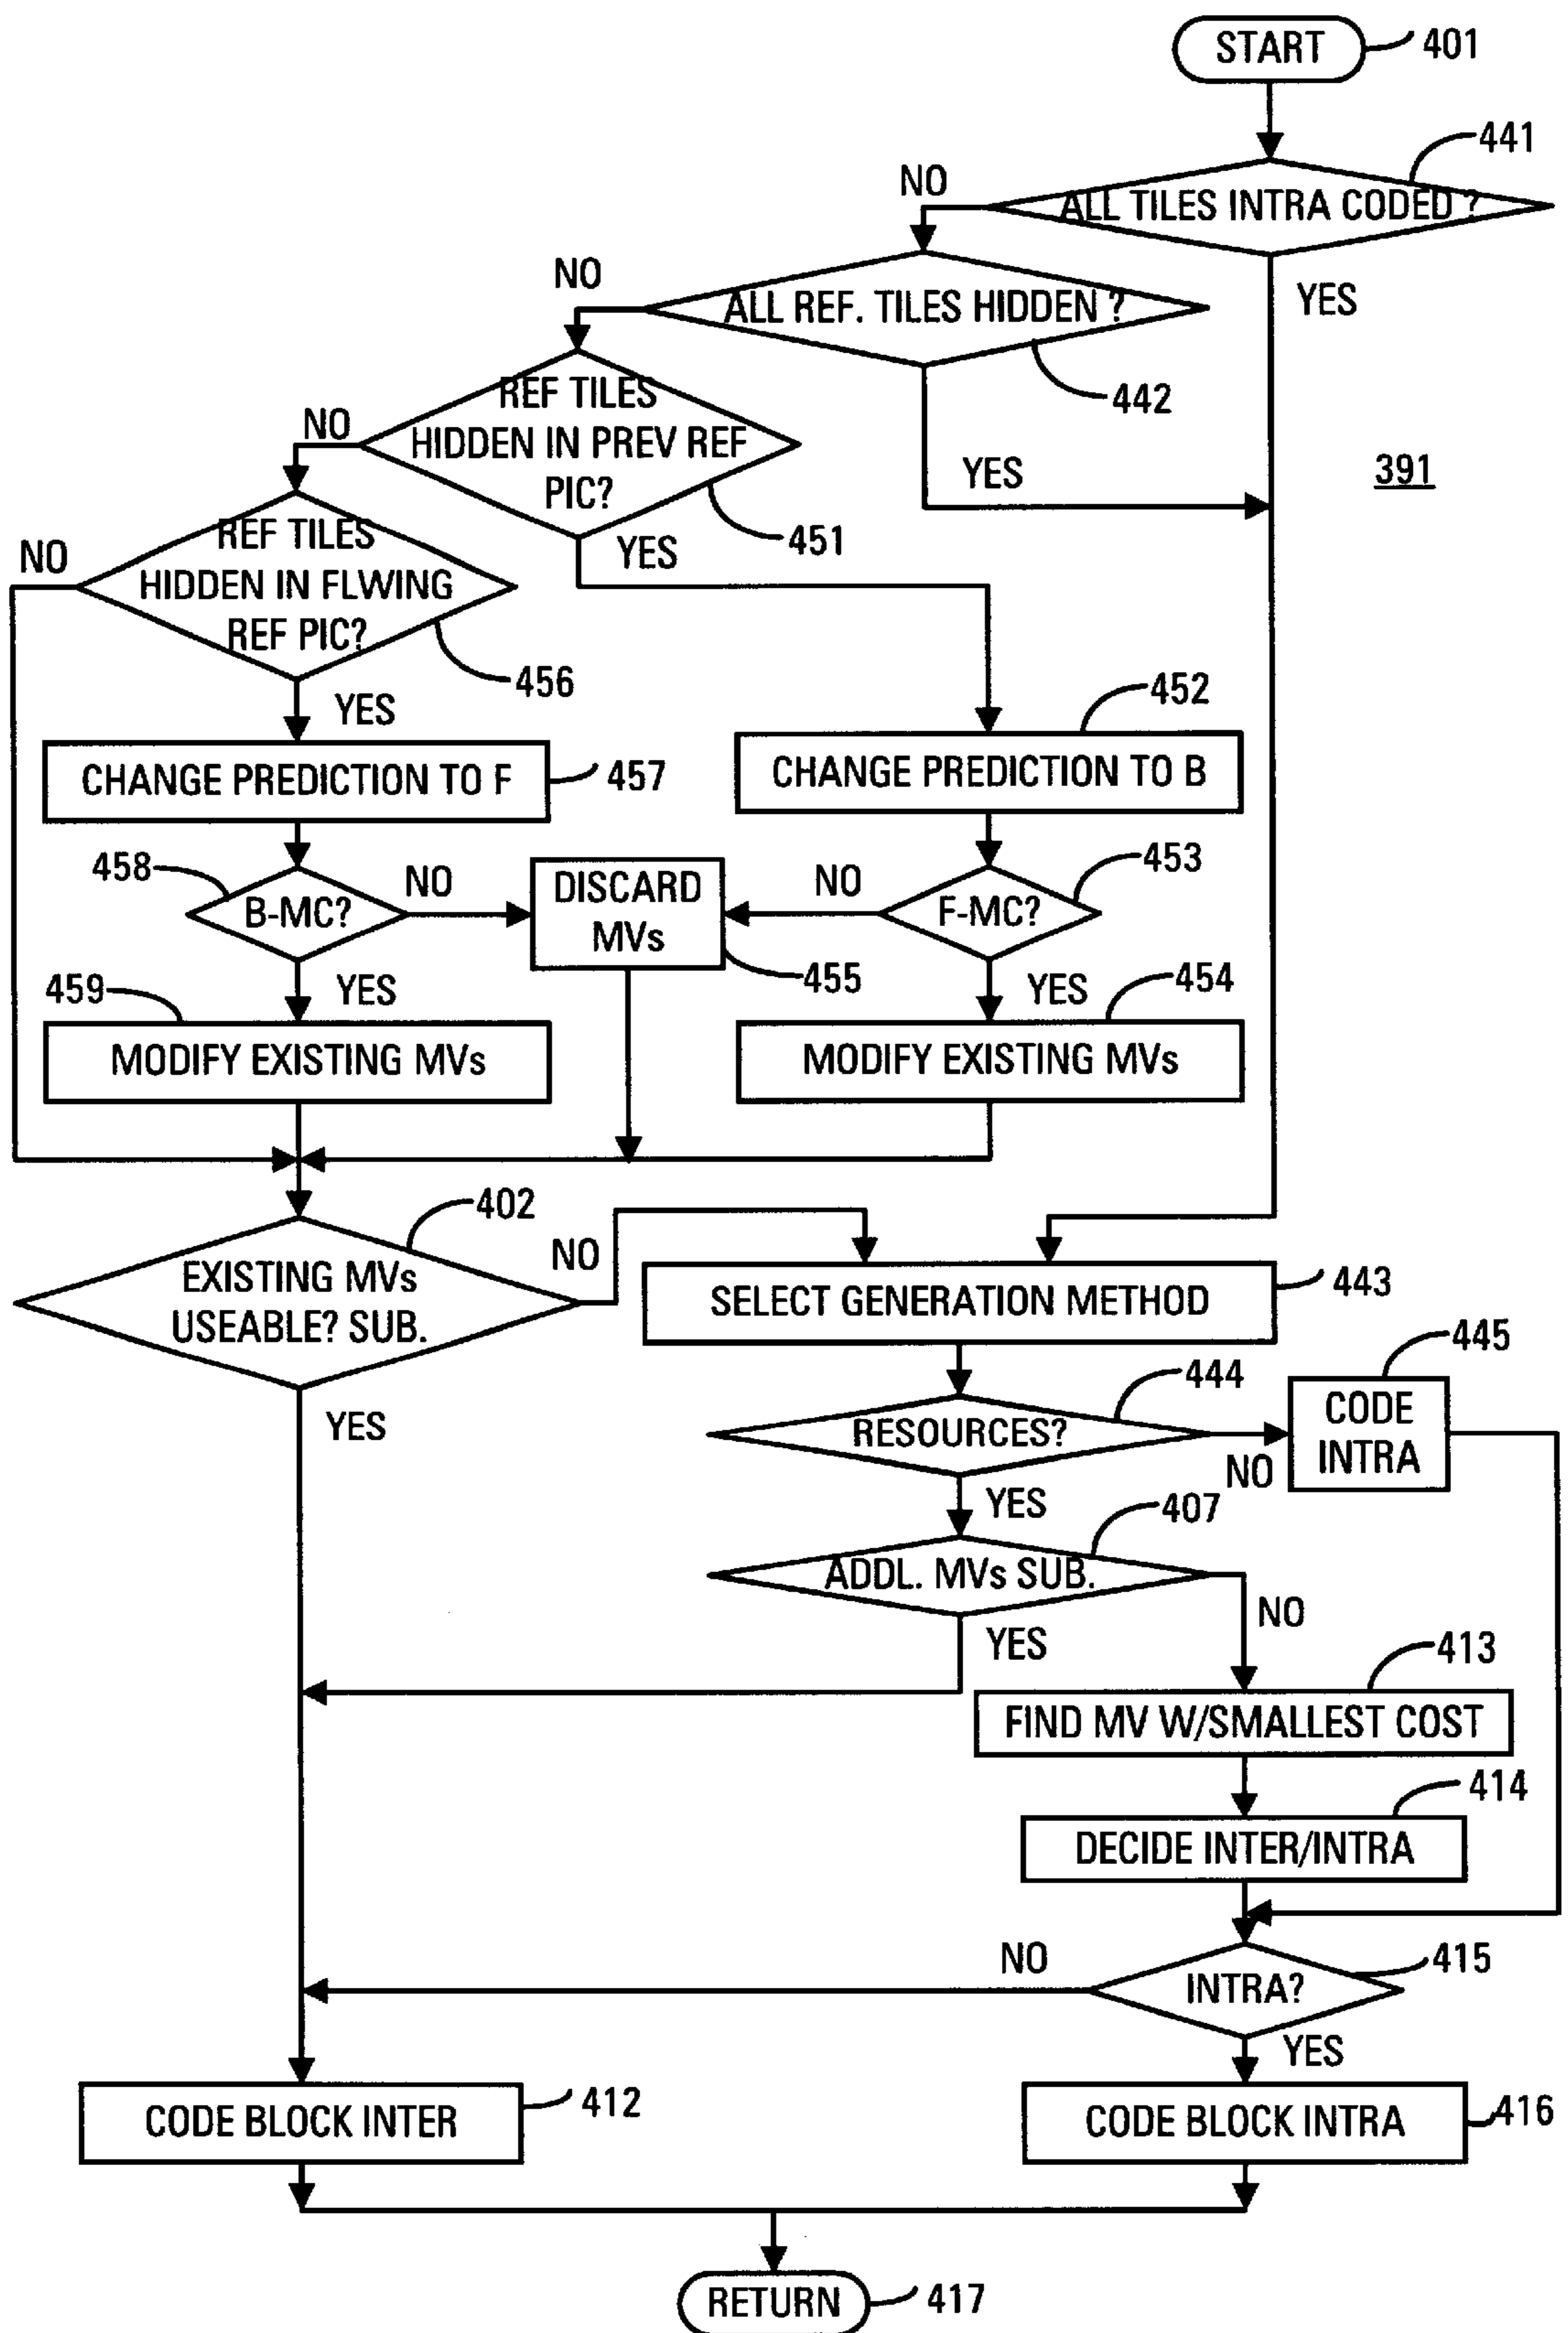 START
401
441
NO
ALL TILES INTRA CODED ?
NO
YES
ALL REF. TILES HIDDEN ?
442
REF TILES
HIDDEN IN PREV REF
PIC?
NO
YES
391
451
REF TILES
HIDDEN IN FLWING
REF PIC?
NO
YES
456
YES
452
CHANGE PREDICTION TO F
457
CHANGE PREDICTION TO B
458
B-MC?
NO
DISCARD
MVs
NO
F-MC?
453
455
459
YES
YES
454
MODIFY EXISTING MVs
MODIFY EXISTING MVs
402
EXISTING MVs
USEABLE? SUB.
NO
SELECT GENERATION METHOD
443
445
444
YES
RESOURCES?
NO
CODE
INTRA
YES
407
ADDL. MVs SUB.
NO
YES
413
FIND MV W/SMALLEST COST
414
DECIDE INTER/INTRA
NO
INTRA?
415
YES
CODE BLOCK INTER
412
CODE BLOCK INTRA
416
RETURN
417